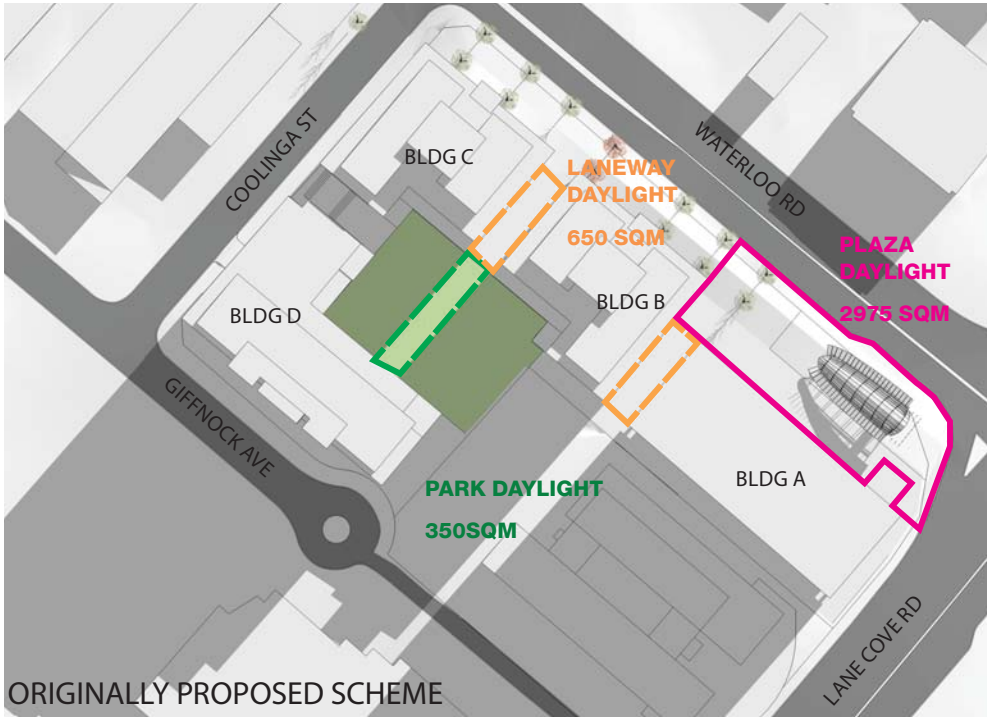 COOLINGA ST
BLDG C
WATERLOO RD
LANEWAY
DAYLIGHT
650 SQM
PLAZA
DAYLIGHT
2975 SQM
BLDG B
BLDG D
GIFFNOCK AVE
BLDG A
PARK DAYLIGHT
350SQM
LANE COVE RD
ORIGINALLY PROPOSED SCHEME